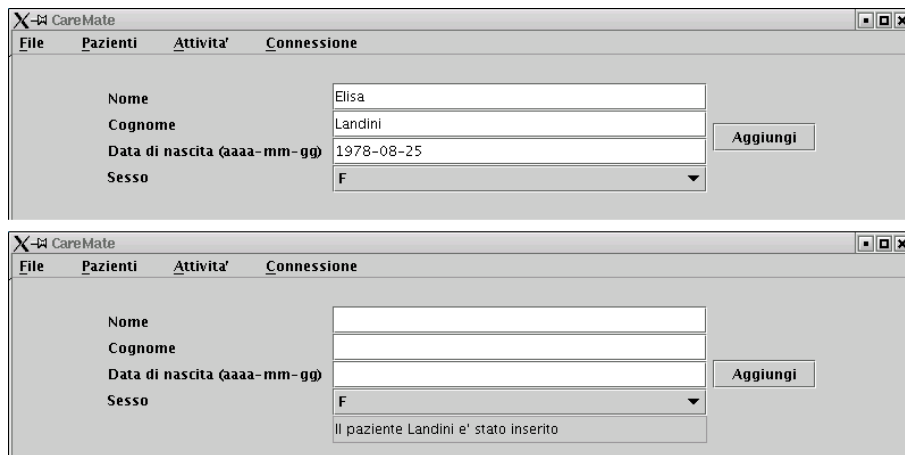 CareMate
File Pazienti Attivita' Connessione
Nome Elisa
Cognome Landini
Data di nascita (aaaa-mm-gg) 1978-08-25 Aggiungi
Sesso F
CareMate
File Pazienti Attivita' Connessione
Nome
Cognome
Data di nascita (aaaa-mm-gg) Aggiungi
Sesso F
Il paziente Landini e' stato inserito